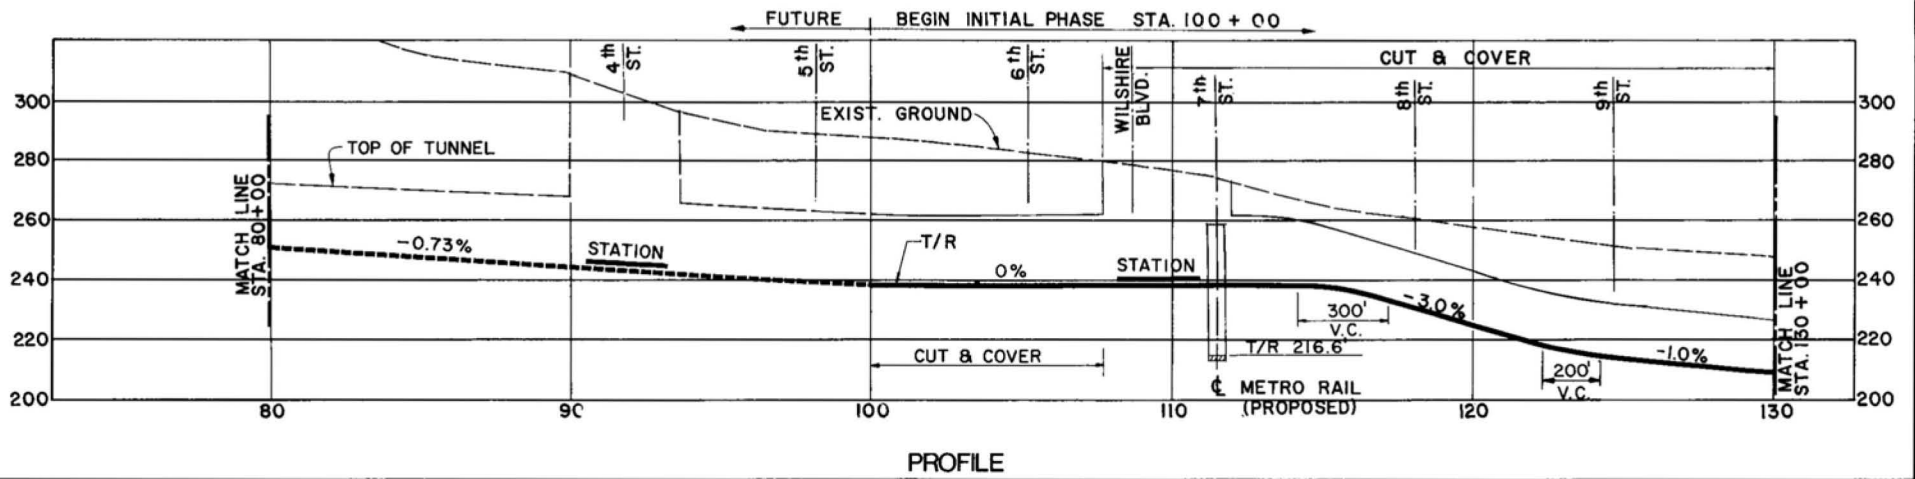 FUTURE BEGIN INITIAL PHASE STA. 100 + 00
4th ST.
5th ST.
6th ST.
WILSHIRE BLVD.
7th ST.
8th ST.
9th ST.
CUT & COVER
300 300
EXIST. GROUND
280 280
TOP OF TUNNEL
260 260
MATCH LINE
STA. 80+00
-0.73%
STATION
T/R
0%
STATION
240 240
-3.0%
300'
V.C.
220 220
CUT & COVER
T/R 216.6'
-1.0%
200'
V.C.
MATCH LINE
STA. 130+00
℄ METRO RAIL
(PROPOSED)
200 200
80 90 100 110 120 130
PROFILE